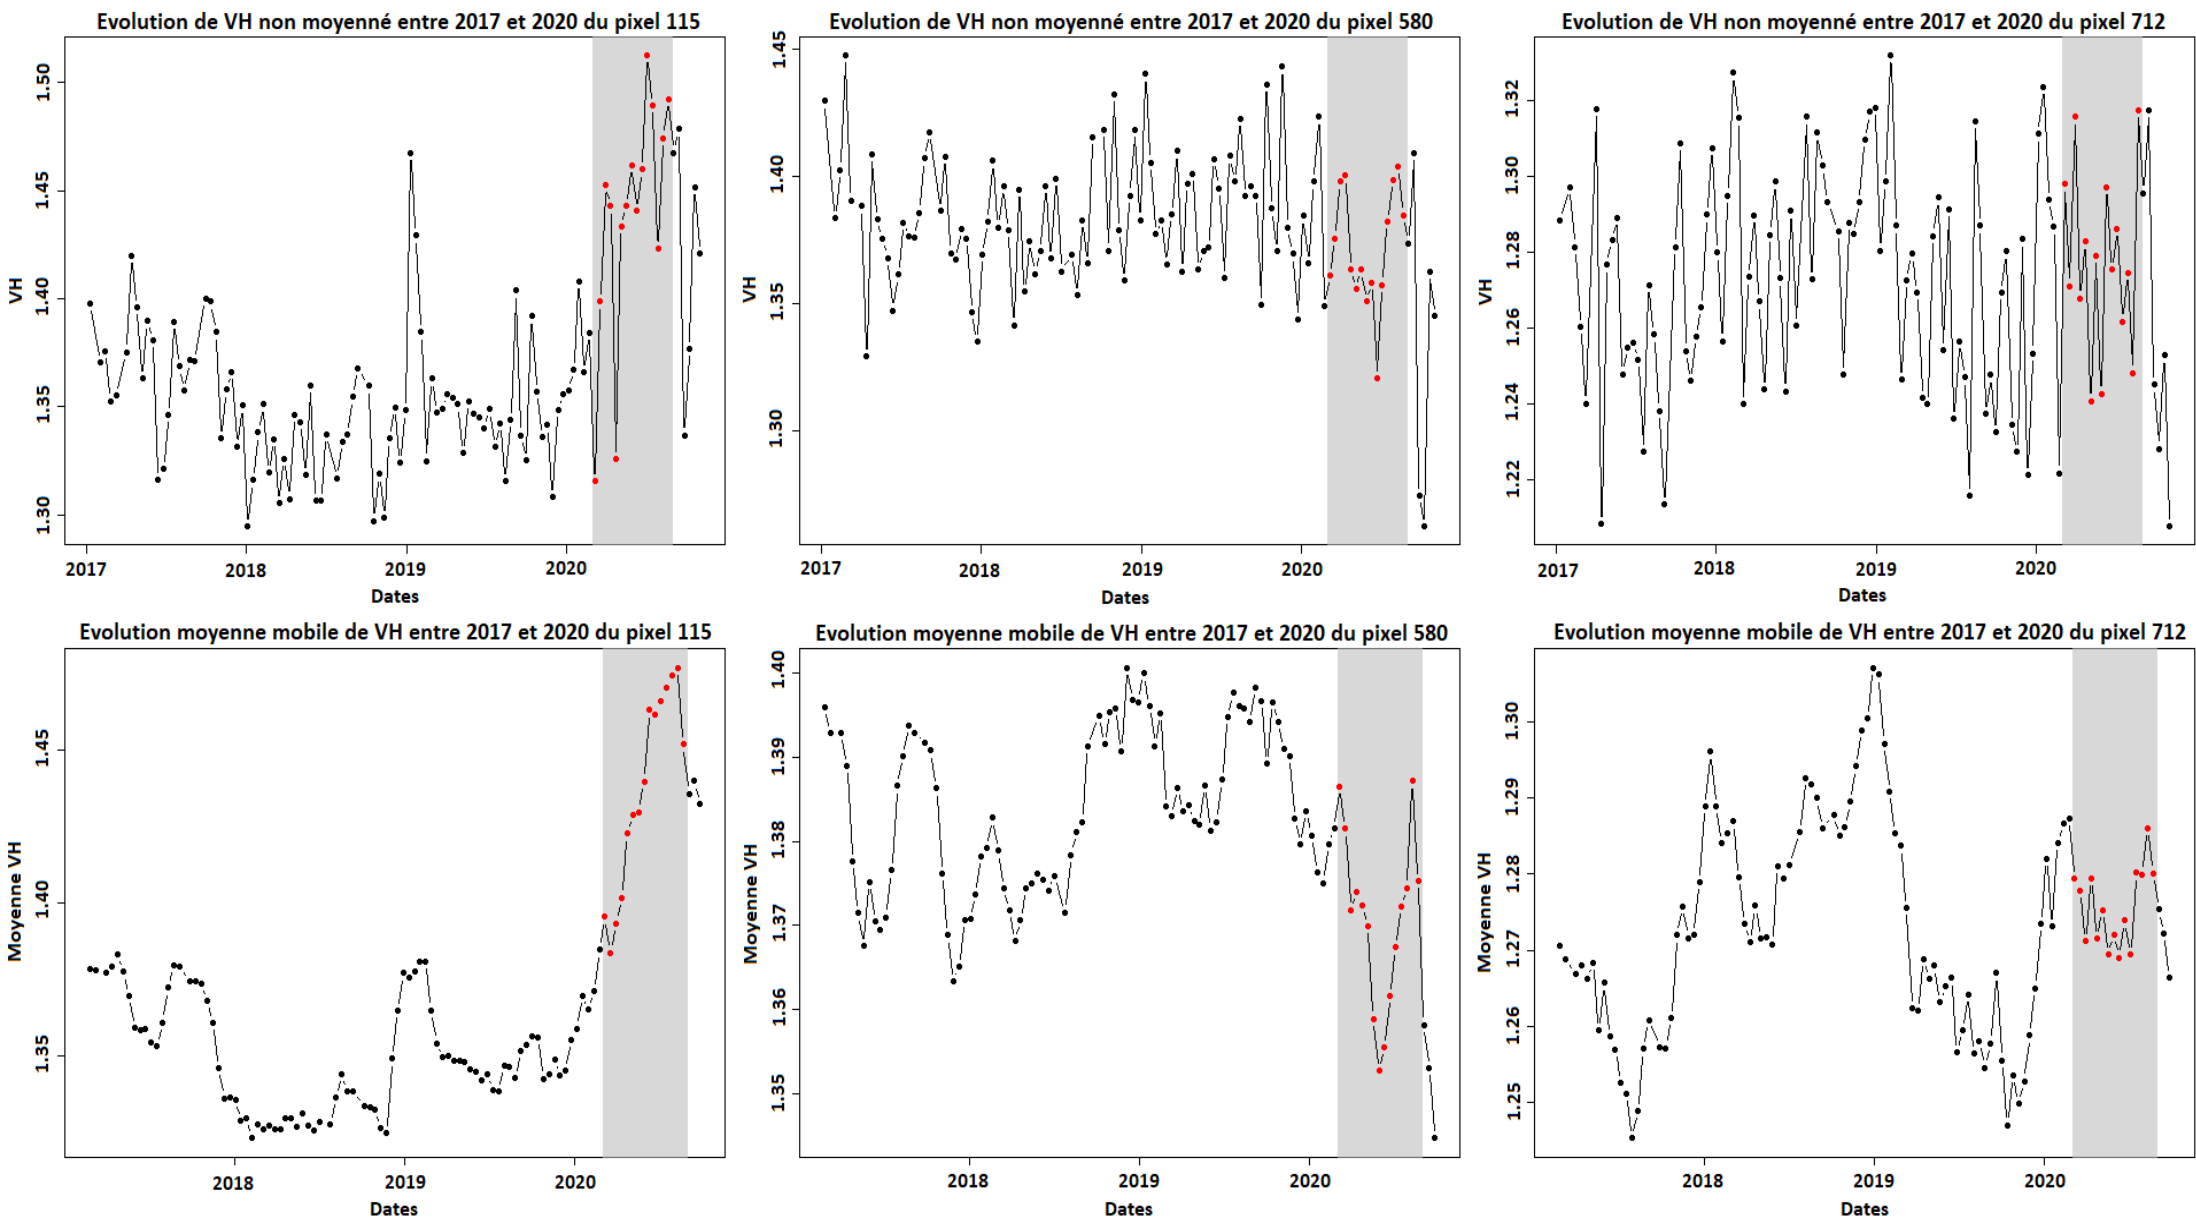 Evolution de VH non moyenné entre 2017 et 2020 du pixel 115
VH
1.50
1.45
1.40
1.35
1.30
2017
2018
2019
2020
Dates
Evolution de VH non moyenné entre 2017 et 2020 du pixel 580
VH
1.45
1.40
1.35
1.30
2017
2018
2019
2020
Dates
Evolution de VH non moyenné entre 2017 et 2020 du pixel 712
VH
1.32
1.30
1.28
1.26
1.24
1.22
2017
2018
2019
2020
Dates
Evolution moyenne mobile de VH entre 2017 et 2020 du pixel 115
Moyenne VH
1.45
1.40
1.35
2018
2019
2020
Dates
Evolution moyenne mobile de VH entre 2017 et 2020 du pixel 580
Moyenne VH
1.40
1.39
1.38
1.37
1.36
1.35
2018
2019
2020
Dates
Evolution moyenne mobile de VH entre 2017 et 2020 du pixel 712
Moyenne VH
1.30
1.29
1.28
1.27
1.26
1.25
2018
2019
2020
Dates